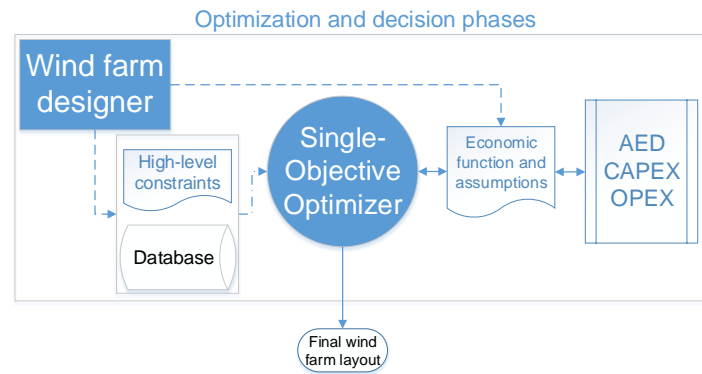 Optimization and decision phases
Wind farm
designer
High-level
constraints
Database
Single-
Objective
Optimizer
Economic
function and
assumptions
AED
CAPEX
OPEX
Final wind
farm layout